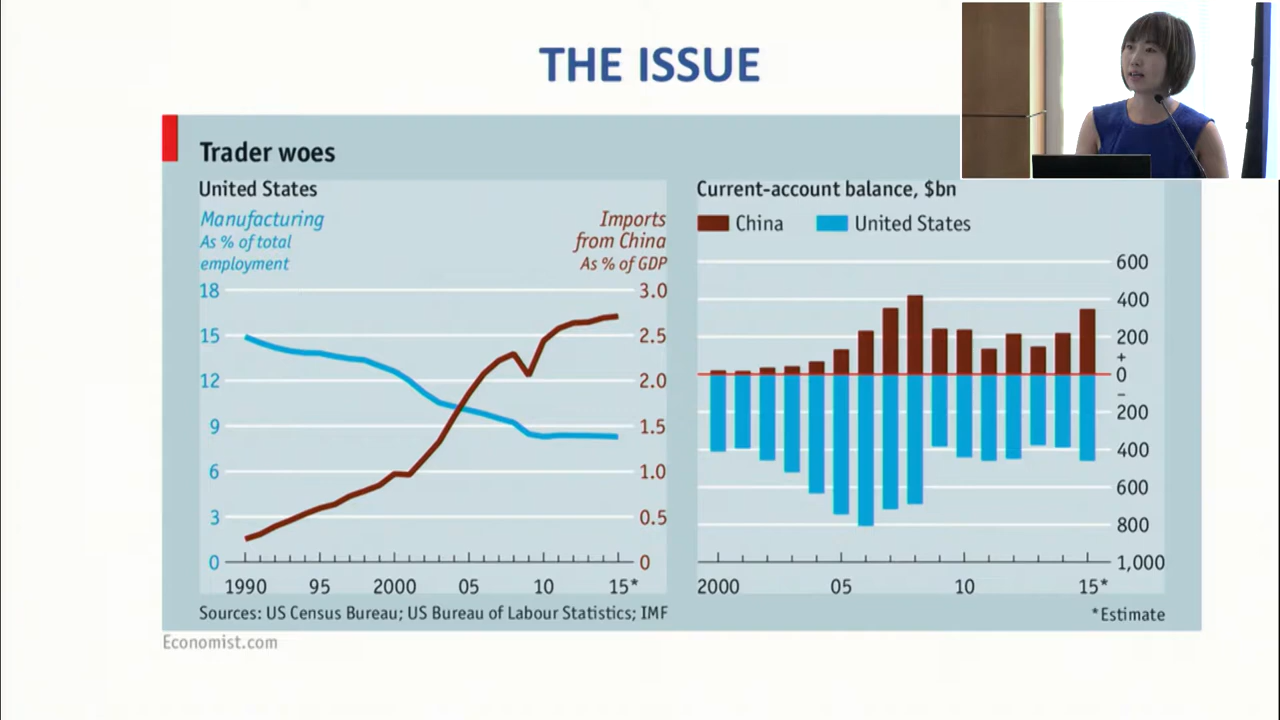 THE ISSUE
Trader woes
United States
Manufacturing
As % of total
employment
Imports
from China
As % of GDP
18
15
12
9
6
3
0
3.0
2.5
2.0
1.5
1.0
0.5
0
1990 95 2000 05 10 15*
Sources: US Census Bureau; US Bureau of Labour Statistics; IMF
Current-account balance, $bn
China United States
600
400
200
+
0
–
200
400
600
800
1,000
2000 05 10 15*
*Estimate
Economist.com